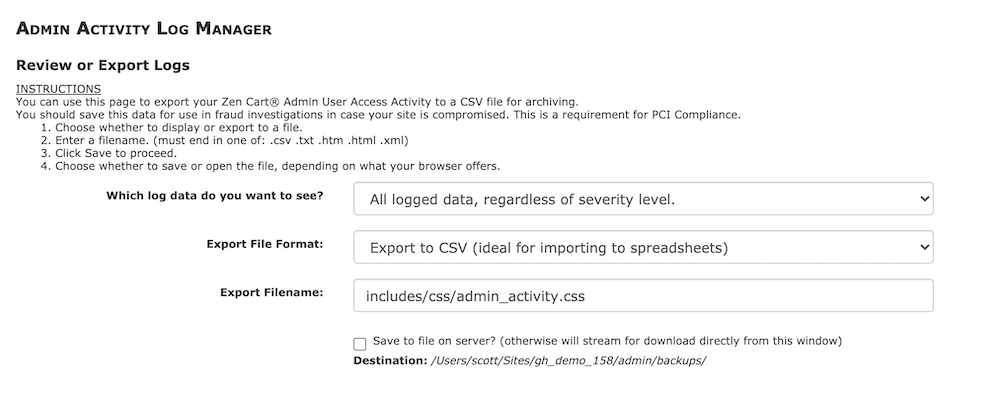 Admin Activity Log Manager
Review or Export Logs
INSTRUCTIONS
You can use this page to export your Zen Cart® Admin User Access Activity to a CSV file for archiving.
You should save this data for use in fraud investigations in case your site is compromised. This is a requirement for PCI Compliance.
1. Choose whether to display or export to a file.
2. Enter a filename. (must end in one of: .csv .txt .htm .html .xml)
3. Click Save to proceed.
4. Choose whether to save or open the file, depending on what your browser offers.
Which log data do you want to see? All logged data, regardless of severity level.
Export File Format: Export to CSV (ideal for importing to spreadsheets)
Export Filename: includes/css/admin_activity.css
Save to file on server? (otherwise will stream for download directly from this window)
Destination: /Users/scott/Sites/gh_demo_158/admin/backups/